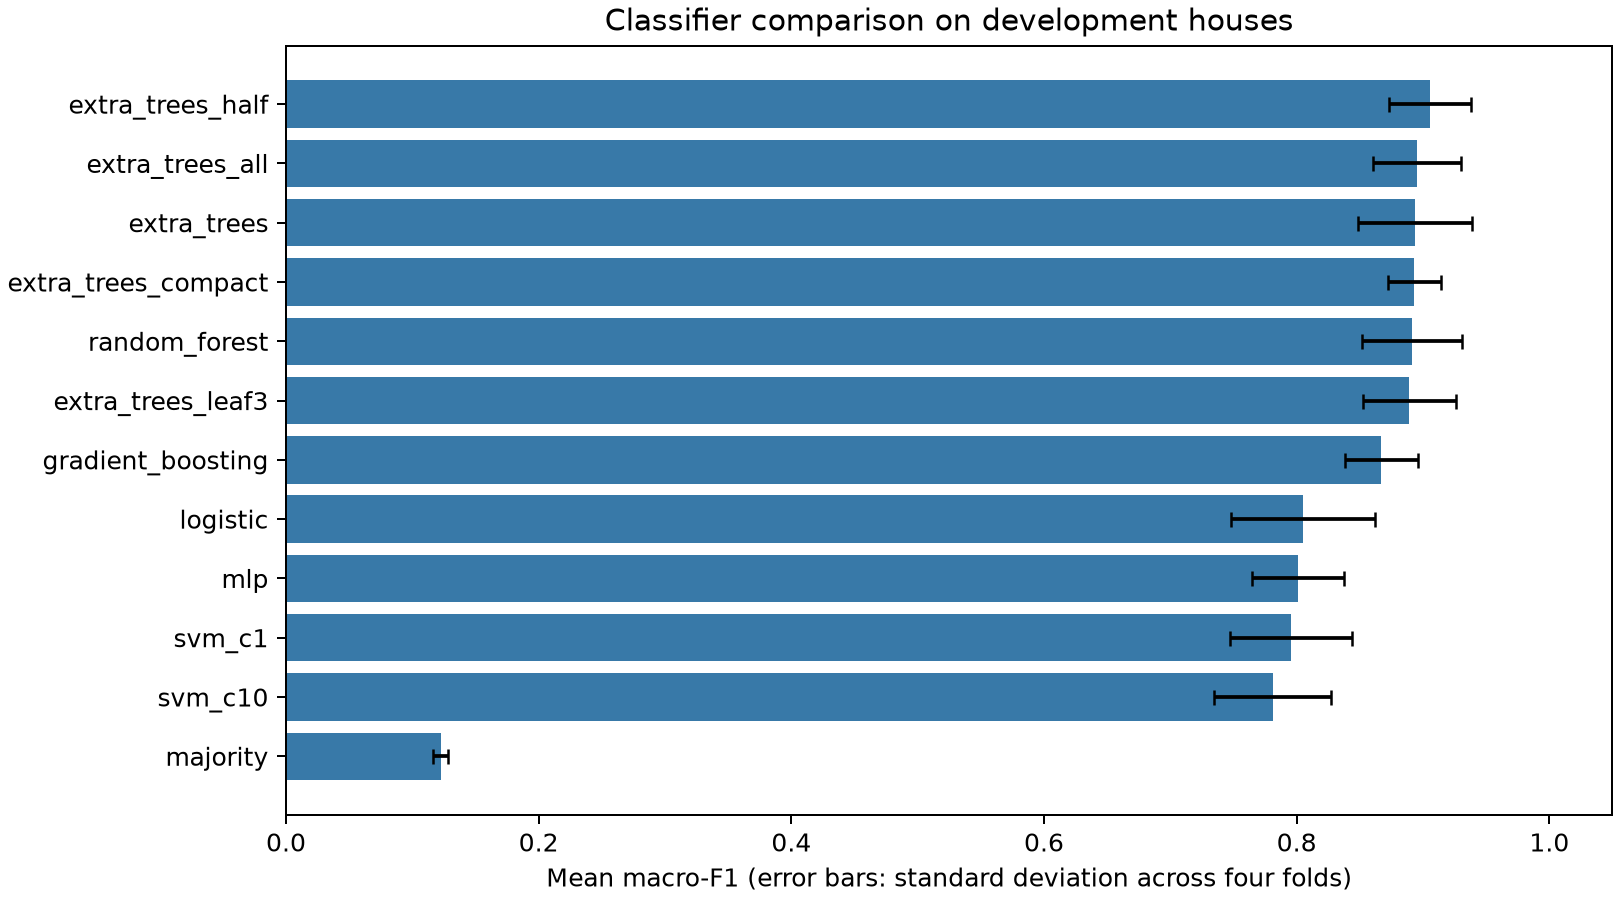 Classifier comparison on development houses
extra_trees_half
extra_trees_all
extra_trees
extra_trees_compact
random_forest
extra_trees_leaf3
gradient_boosting
logistic
mlp
svm_c1
svm_c10
majority
0.0 0.2 0.4 0.6 0.8 1.0
Mean macro-F1 (error bars: standard deviation across four folds)